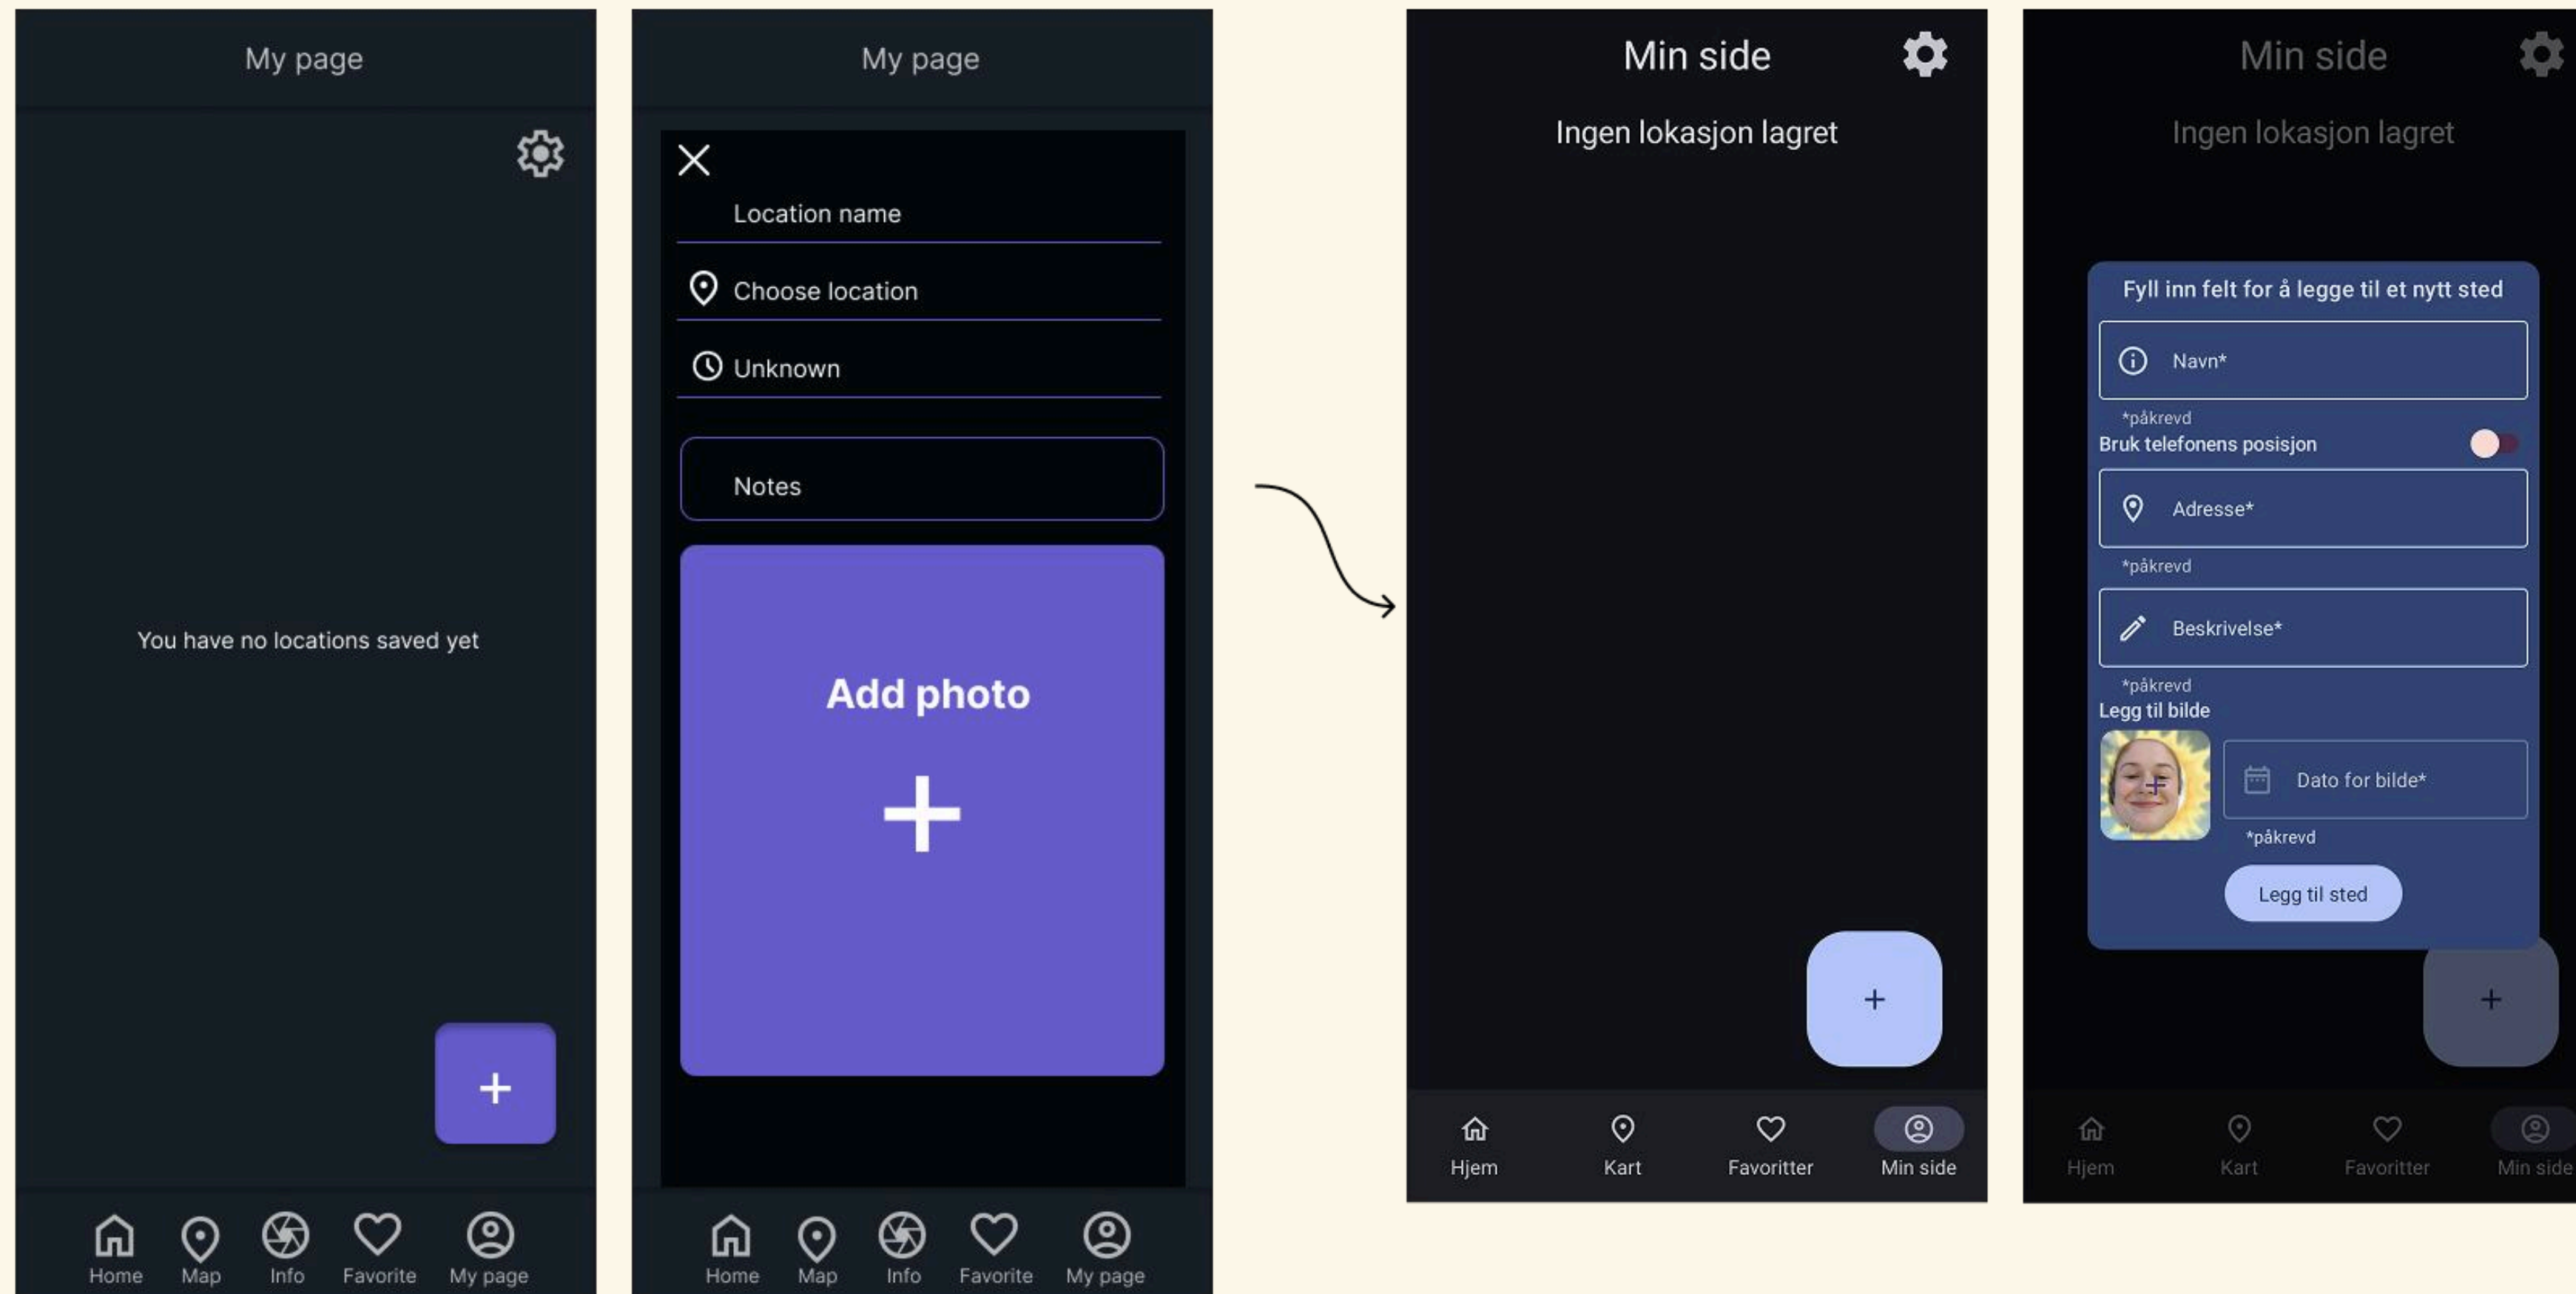 My page
You have no locations saved yet
+
Home Map Info Favorite My page
My page
Location name
Choose location
Unknown
Notes
Add photo
+
Home Map Info Favorite My page
Min side
Ingen lokasjon lagret
+
Hjem Kart Favoritter Min side
Min side
Ingen lokasjon lagret
Fyll inn felt for å legge til et nytt sted
Navn*
*påkrevd
Bruk telefonens posisjon
Adresse*
*påkrevd
Beskrivelse*
*påkrevd
Legg til bilde
Dato for bilde*
*påkrevd
Legg til sted
+
Hjem Kart Favoritter Min side